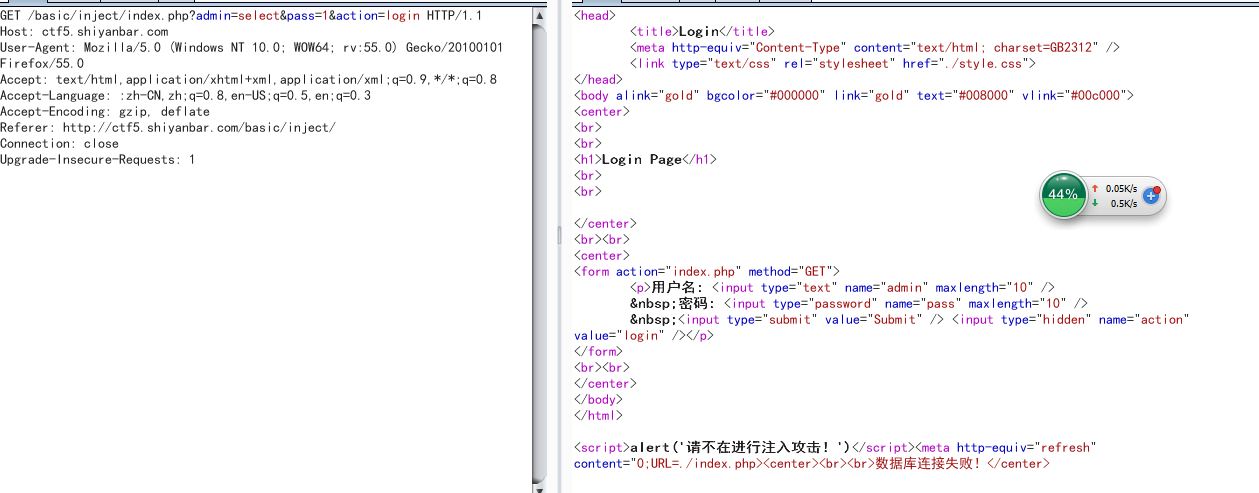 GET /basic/inject/index.php?admin=select&pass=1&action=login HTTP/1.1
Host: ctf5.shiyanbar.com
User-Agent: Mozilla/5.0 (Windows NT 10.0; WOW64; rv:55.0) Gecko/20100101
Firefox/55.0
Accept: text/html,application/xhtml+xml,application/xml;q=0.9,*/*;q=0.8
Accept-Language: :zh-CN,zh;q=0.8,en-US;q=0.5,en;q=0.3
Accept-Encoding: gzip, deflate
Referer: http://ctf5.shiyanbar.com/basic/inject/
Connection: close
Upgrade-Insecure-Requests: 1
<head>
<title>Login</title>
<meta http-equiv="Content-Type" content="text/html; charset=GB2312" />
<link type="text/css" rel="stylesheet" href="./style.css">
</head>
<body alink="gold" bgcolor="#000000" link="gold" text="#008000" vlink="#00c000">
<center>
<br>
<br>
<h1>Login Page</h1>
<br>
<br>
</center>
<br><br>
<center>
<form action="index.php" method="GET">
<p>用户名: <input type="text" name="admin" maxlength="10" />
&nbsp;密码: <input type="password" name="pass" maxlength="10" />
&nbsp;<input type="submit" value="Submit" /> <input type="hidden" name="action"
value="login" /></p>
</form>
<br><br>
</center>
</body>
</html>
<script>alert('请不在进行注入攻击！')</script><meta http-equiv="refresh"
content="0;URL=./index.php><center><br><br>数据库连接失败！</center>
44%
0.05K/s
0.5K/s